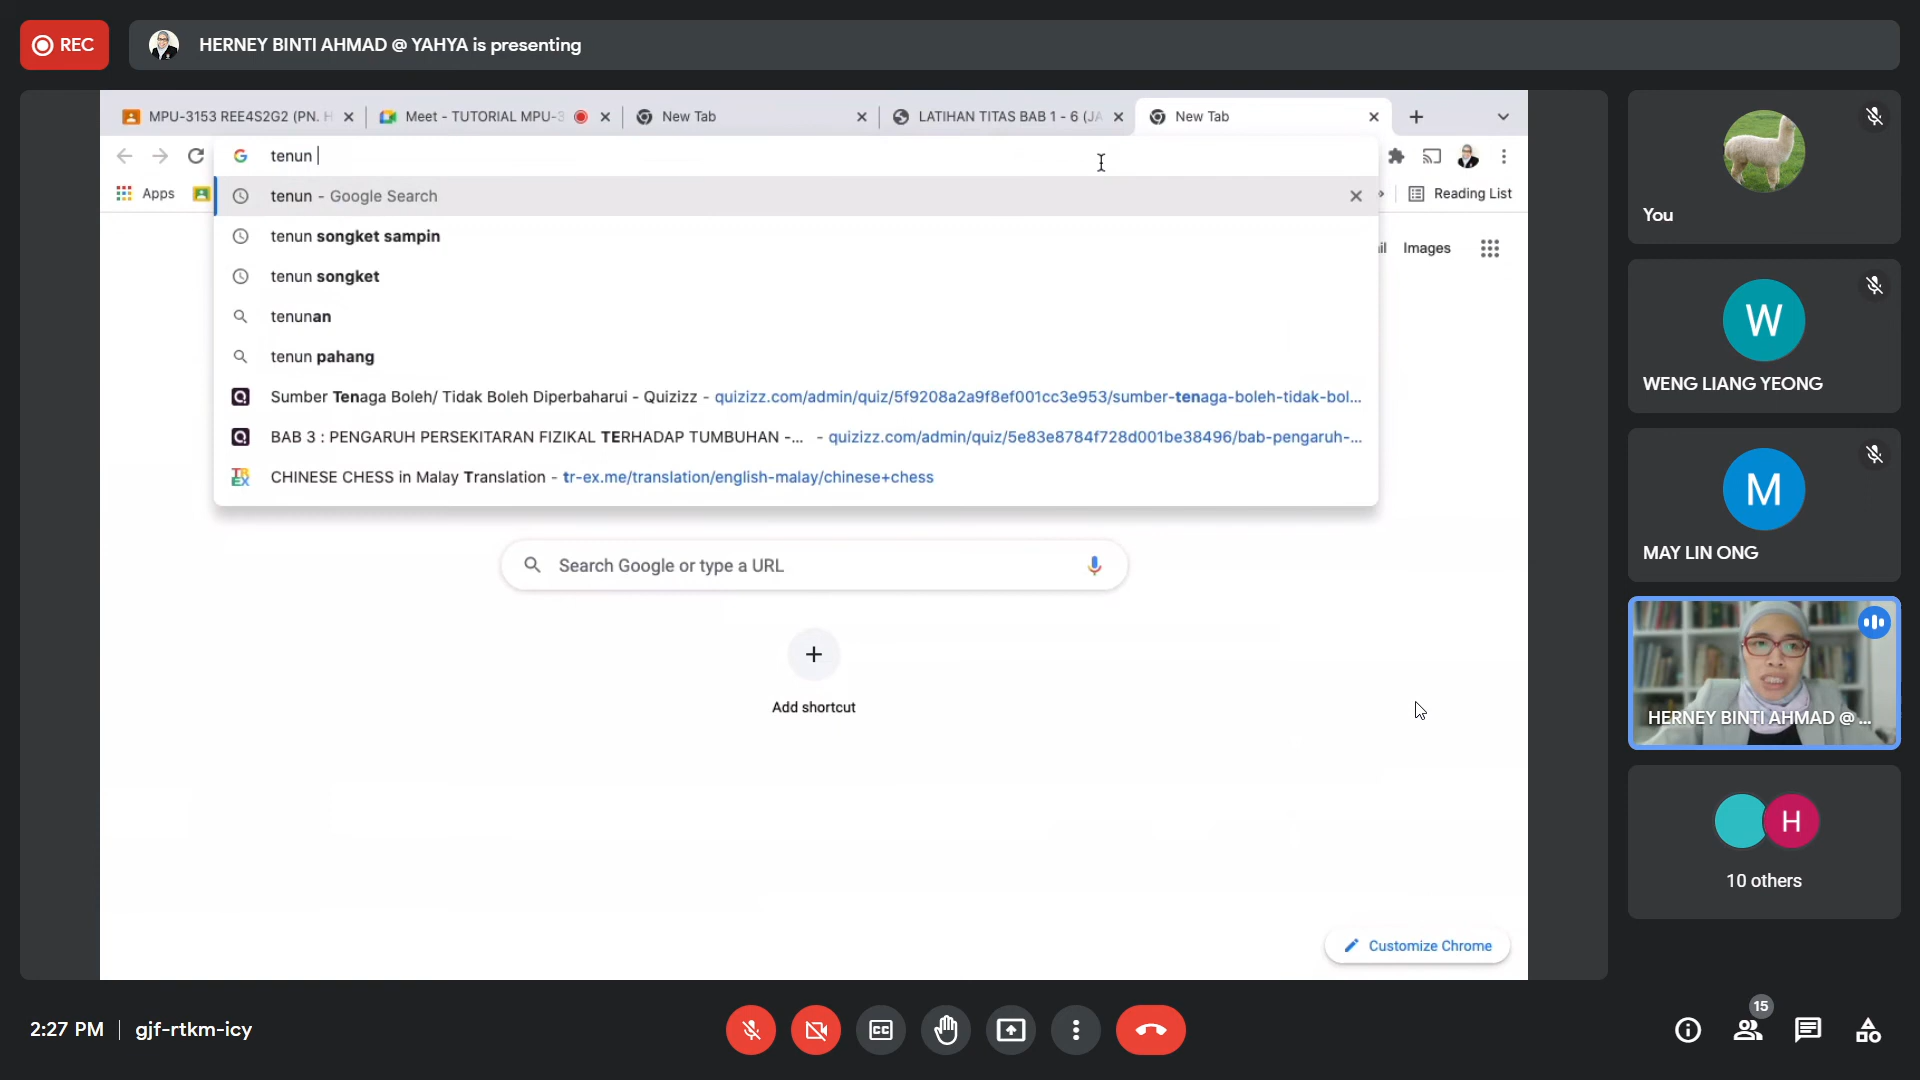 REC
HERNEY BINTI AHMAD @ YAHYA is presenting
MPU-3153 REE4S2G2 (PN. H
Meet - TUTORIAL MPU-3
New Tab
LATIHAN TITAS BAB 1 - 6 (JA
New Tab
tenun
Apps
tenun - Google Search
Reading List
tenun songket sampin
il
Images
tenun songket
tenunan
tenun pahang
Sumber Tenaga Boleh/ Tidak Boleh Diperbaharui - Quizizz - quizizz.com/admin/quiz/5f9208a2a9f8ef001cc3e953/sumber-tenaga-boleh-tidak-bol...
BAB 3 : PENGARUH PERSEKITARAN FIZIKAL TERHADAP TUMBUHAN -... - quizizz.com/admin/quiz/5e83e8784f728d001be38496/bab-pengaruh-...
TR
EX
CHINESE CHESS in Malay Translation - tr-ex.me/translation/english-malay/chinese+chess
Search Google or type a URL
Add shortcut
Customize Chrome
You
W
WENG LIANG YEONG
M
MAY LIN ONG
HERNEY BINTI AHMAD @ ...
H
10 others
2:27 PM | gjf-rtkm-icy
CC
15